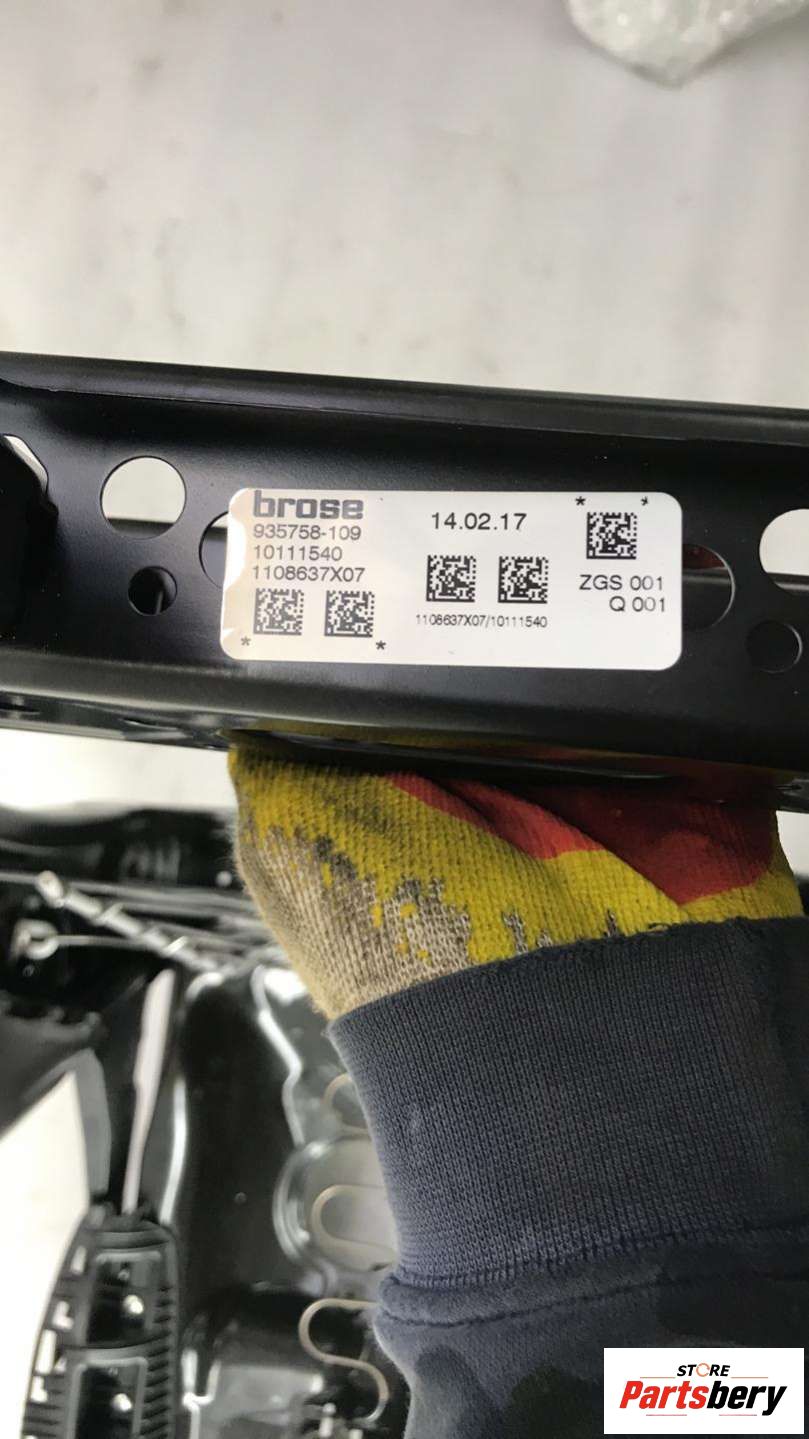 brose
935758-109
10111540
1108637X07
* *
14.02.17
1108637X07/10111540
* *
ZGS 001
Q 001
STORE
Partsbery